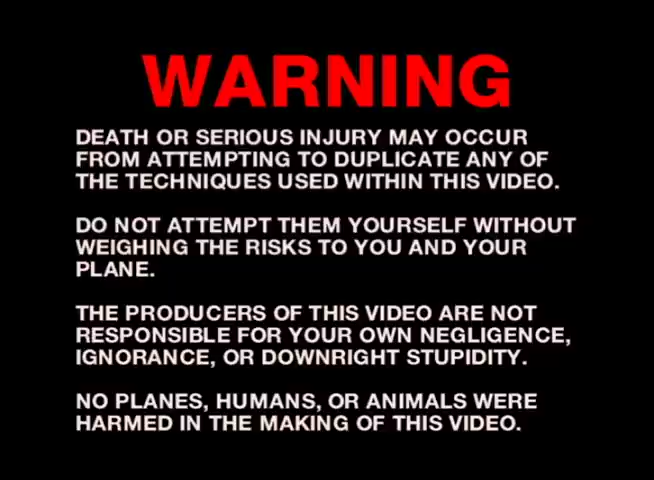 WARNING
DEATH OR SERIOUS INJURY MAY OCCUR
FROM ATTEMPTING TO DUPLICATE ANY OF
THE TECHNIQUES USED WITHIN THIS VIDEO.
DO NOT ATTEMPT THEM YOURSELF WITHOUT
WEIGHING THE RISKS TO YOU AND YOUR
PLANE.
THE PRODUCERS OF THIS VIDEO ARE NOT
RESPONSIBLE FOR YOUR OWN NEGLIGENCE,
IGNORANCE, OR DOWNRIGHT STUPIDITY.
NO PLANES, HUMANS, OR ANIMALS WERE
HARMED IN THE MAKING OF THIS VIDEO.